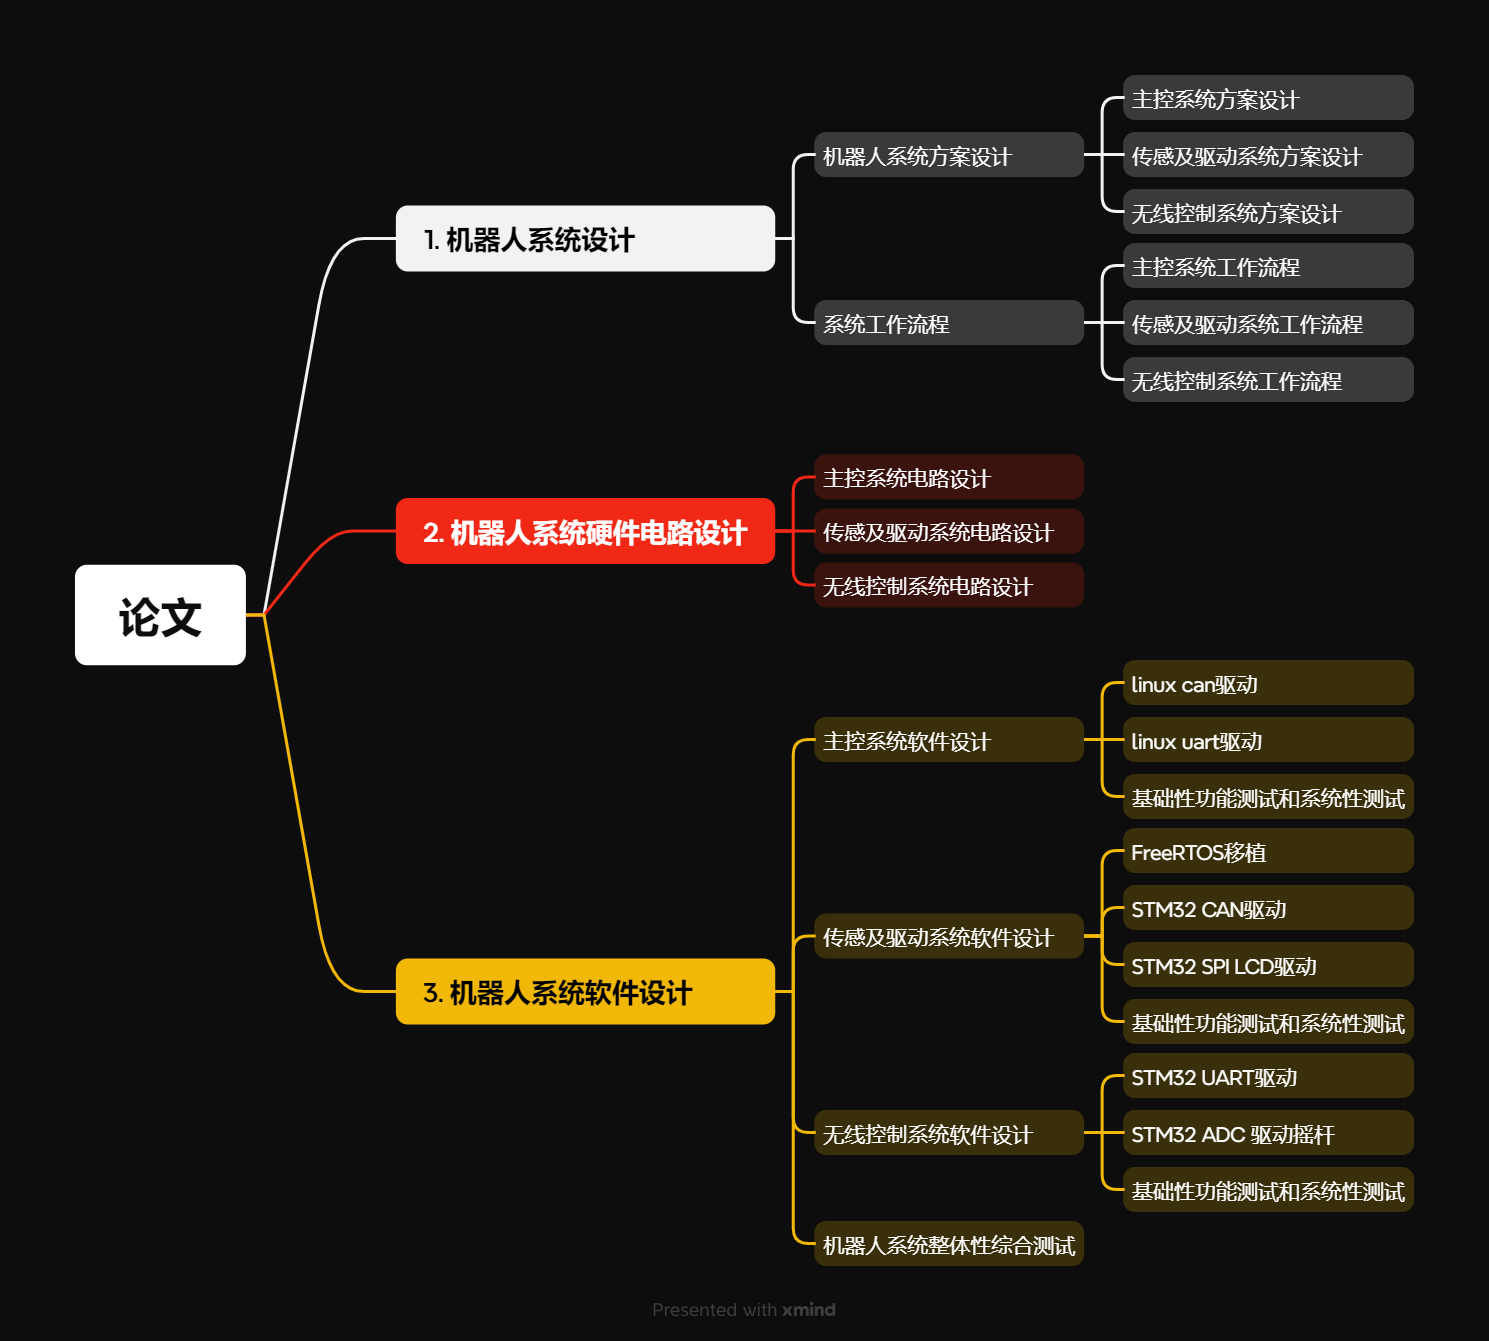 论文
1. 机器人系统设计
机器人系统方案设计
主控系统方案设计
传感及驱动系统方案设计
无线控制系统方案设计
系统工作流程
主控系统工作流程
传感及驱动系统工作流程
无线控制系统工作流程
2. 机器人系统硬件电路设计
主控系统电路设计
传感及驱动系统电路设计
无线控制系统电路设计
3. 机器人系统软件设计
主控系统软件设计
linux can驱动
linux uart驱动
基础性功能测试和系统性测试
传感及驱动系统软件设计
FreeRTOS移植
STM32 CAN驱动
STM32 SPI LCD驱动
基础性功能测试和系统性测试
无线控制系统软件设计
STM32 UART驱动
STM32 ADC 驱动摇杆
基础性功能测试和系统性测试
机器人系统整体性综合测试
Presented with xmind